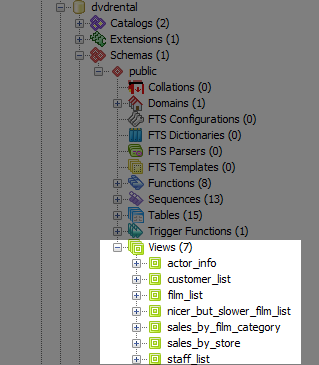 dvdrental
Catalogs (2)
Extensions (1)
Schemas (1)
public
Collations (0)
Domains (1)
FTS Configurations (0)
FTS Dictionaries (0)
FTS Parsers (0)
FTS Templates (0)
Functions (8)
Sequences (13)
Tables (15)
Trigger Functions (1)
Views (7)
actor_info
customer_list
film_list
nicer_but_slower_film_list
sales_by_film_category
sales_by_store
staff_list